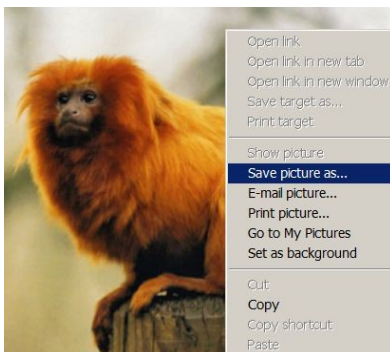 Open link
Open link in new tab
Open link in new window
Save target as...
Print target
Show picture
Save picture as...
E-mail picture...
Print picture...
Go to My Pictures
Set as background
Cut
Copy
Copy shortcut
Paste